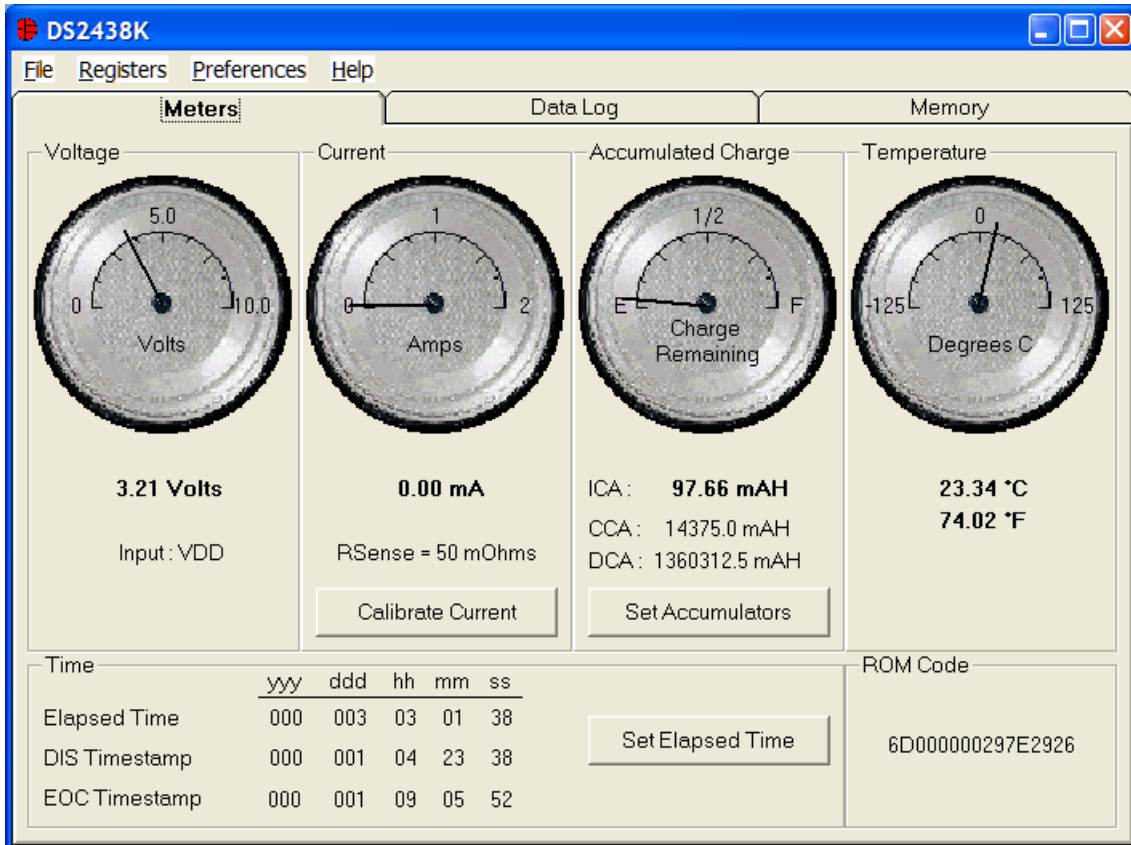 DS2438K
File Registers Preferences Help
Meters Data Log Memory
Voltage
5.0
0 10.0
Volts
3.21 Volts
Input : VDD
Current
1
0 2
Amps
0.00 mA
RSense = 50 mOhms
Calibrate Current
Accumulated Charge
1/2
E F
Charge
Remaining
ICA : 97.66 mAH
CCA : 14375.0 mAH
DCA : 1360312.5 mAH
Set Accumulators
Temperature
0
-125 125
Degrees C
23.34 °C
74.02 °F
Time
yyy ddd hh mm ss
Elapsed Time 000 003 03 01 38
DIS Timestamp 000 001 04 23 38
EOC Timestamp 000 001 09 05 52
Set Elapsed Time
ROM Code
6D000000297E2926